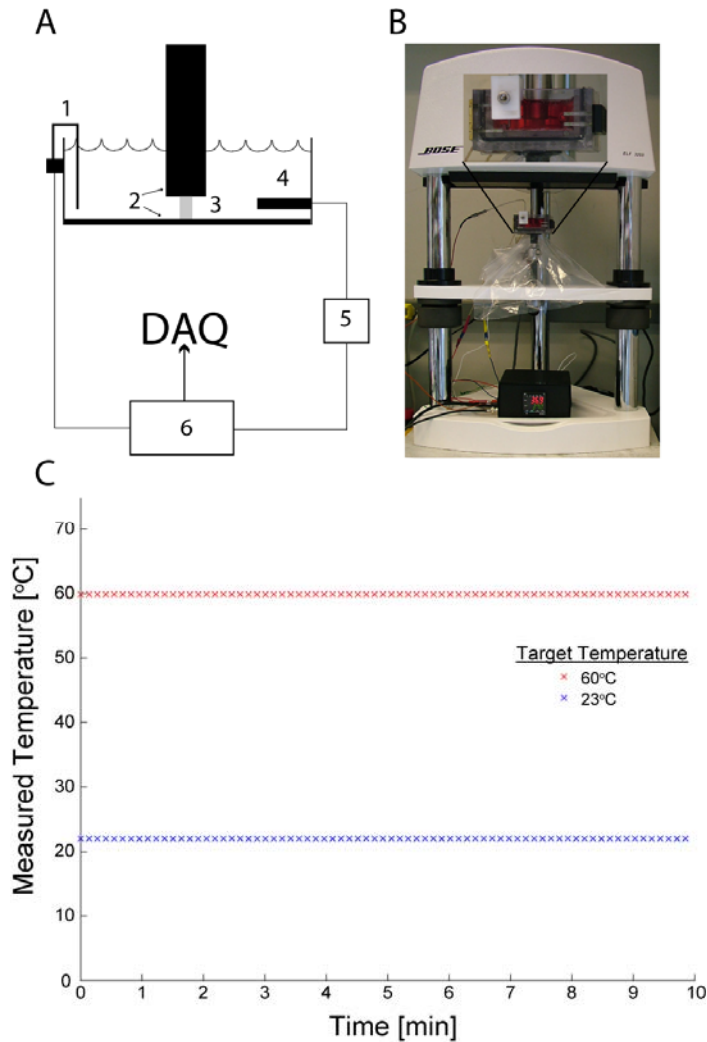 A
B
1
2
3
4
5
DAQ
6
BOSE
C
Measured Temperature [°C]
70
60
50
40
30
20
10
0
0 1 2 3 4 5 6 7 8 9 10
Time [min]
Target Temperature
× 60°C
× 23°C